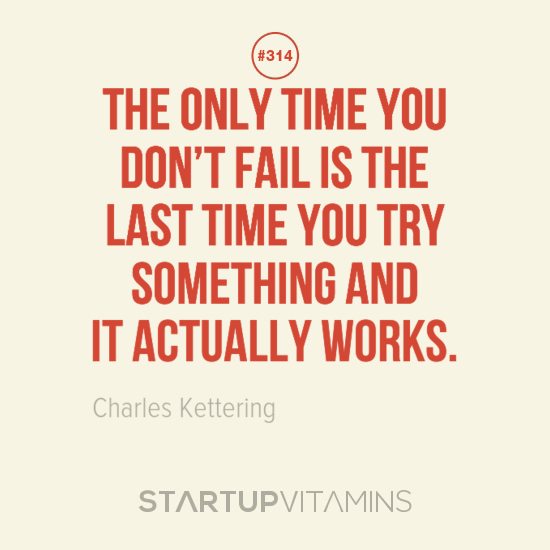 #314
THE ONLY TIME YOU
DON'T FAIL IS THE
LAST TIME YOU TRY
SOMETHING AND
IT ACTUALLY WORKS.
Charles Kettering
STARTUPVITAMINS